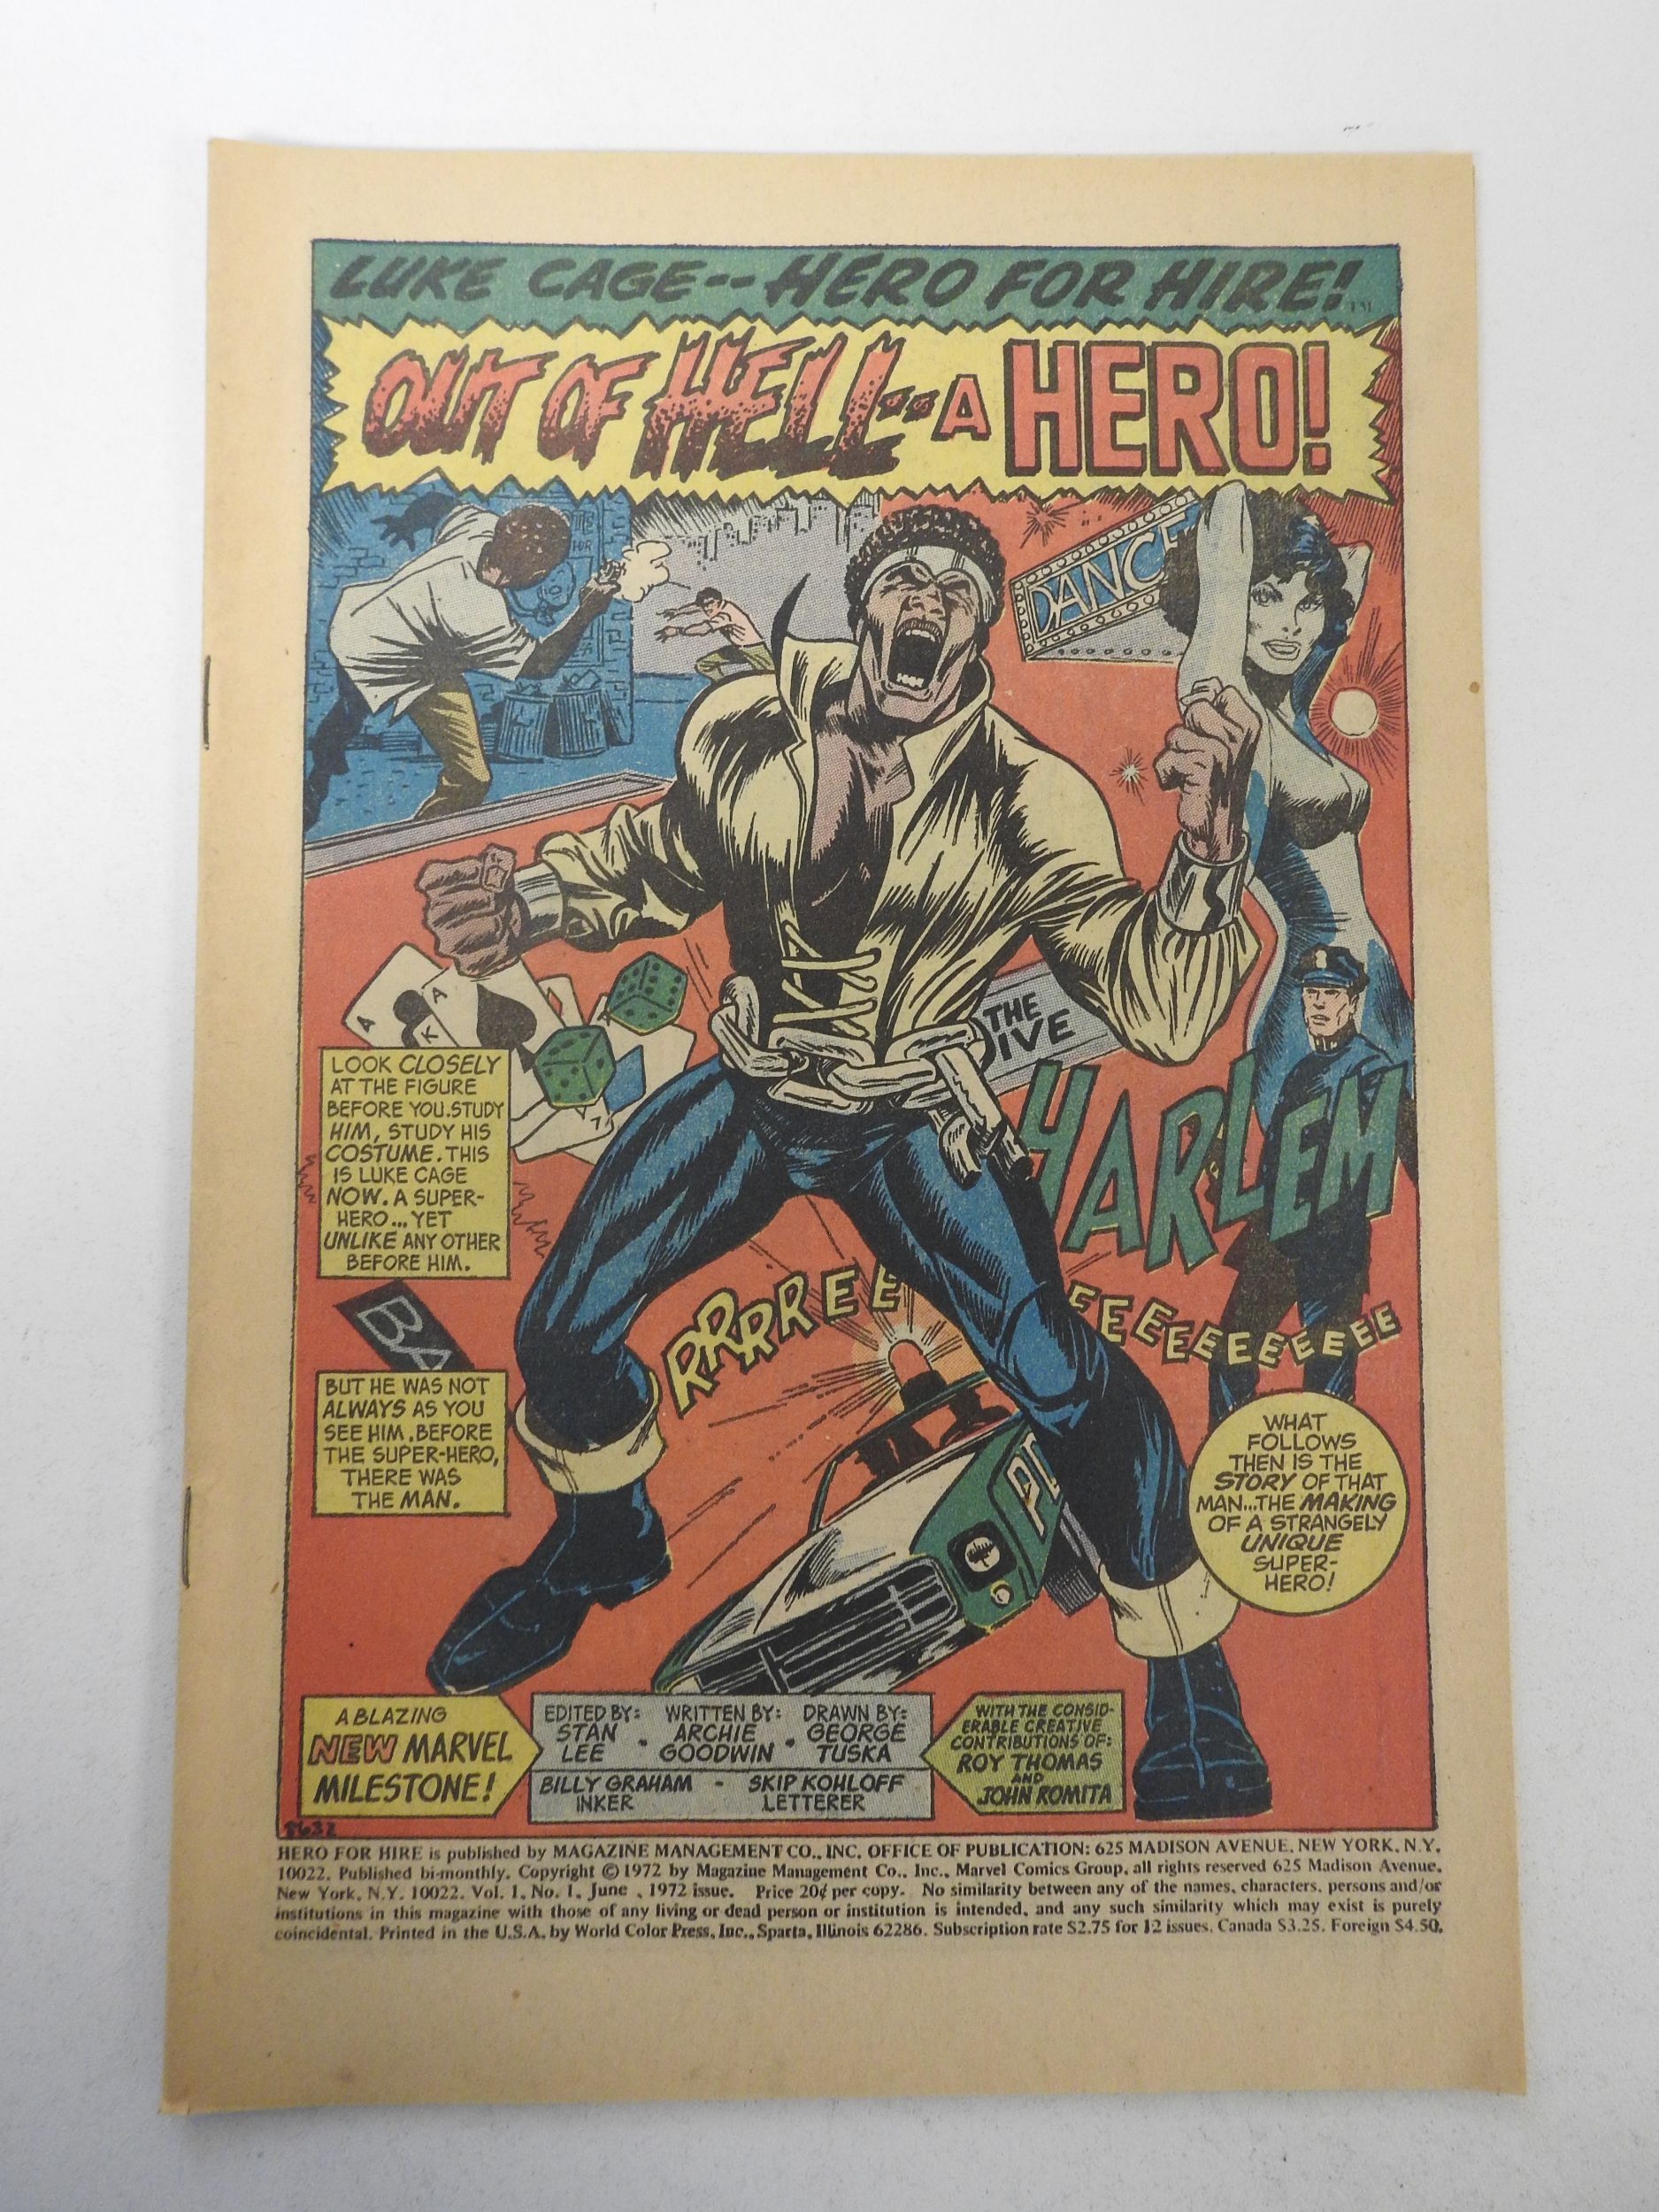 LUKE CAGE--HERO FOR HIRE!
OUT OF HELL--A HERO!
DANCE
THE
IVE
HARLEM
LOOK CLOSELY
AT THE FIGURE
BEFORE YOU. STUDY
HIM, STUDY HIS
COSTUME. THIS
IS LUKE CAGE
NOW. A SUPER-
HERO... YET
UNLIKE ANY OTHER
BEFORE HIM.
BA
RRRREE
EEEEEEEEEEE
BUT HE WAS NOT
ALWAYS AS YOU
SEE HIM. BEFORE
THE SUPER-HERO,
THERE WAS
THE MAN.
WHAT
FOLLOWS
THEN IS THE
STORY OF THAT
MAN...THE MAKING
OF A STRANGELY
UNIQUE
SUPER-
HERO!
A BLAZING
NEW MARVEL
MILESTONE!
EDITED BY:
STAN
LEE
WRITTEN BY:
ARCHIE
GOODWIN
DRAWN BY:
GEORGE
TUSKA
BILLY GRAHAM
INKER
SKIP KOHLOFF
LETTERER
WITH THE CONSID-
ERABLE CREATIVE
CONTRIBUTIONS OF:
ROY THOMAS
AND
JOHN ROMITA
HERO FOR HIRE is published by MAGAZINE MANAGEMENT CO., INC. OFFICE OF PUBLICATION: 625 MADISON AVENUE, NEW YORK, N.Y.
10022. Published bi-monthly. Copyright © 1972 by Magazine Management Co., Inc., Marvel Comics Group, all rights reserved 625 Madison Avenue,
New York, N.Y. 10022. Vol. 1, No. 1, June , 1972 issue. Price 20¢ per copy. No similarity between any of the names, characters, persons and/or
institutions in this magazine with those of any living or dead person or institution is intended, and any such similarity which may exist is purely
coincidental. Printed in the U.S.A. by World Color Press, Inc., Sparta, Illinois 62286. Subscription rate $2.75 for 12 issues. Canada $3.25. Foreign $4.50.